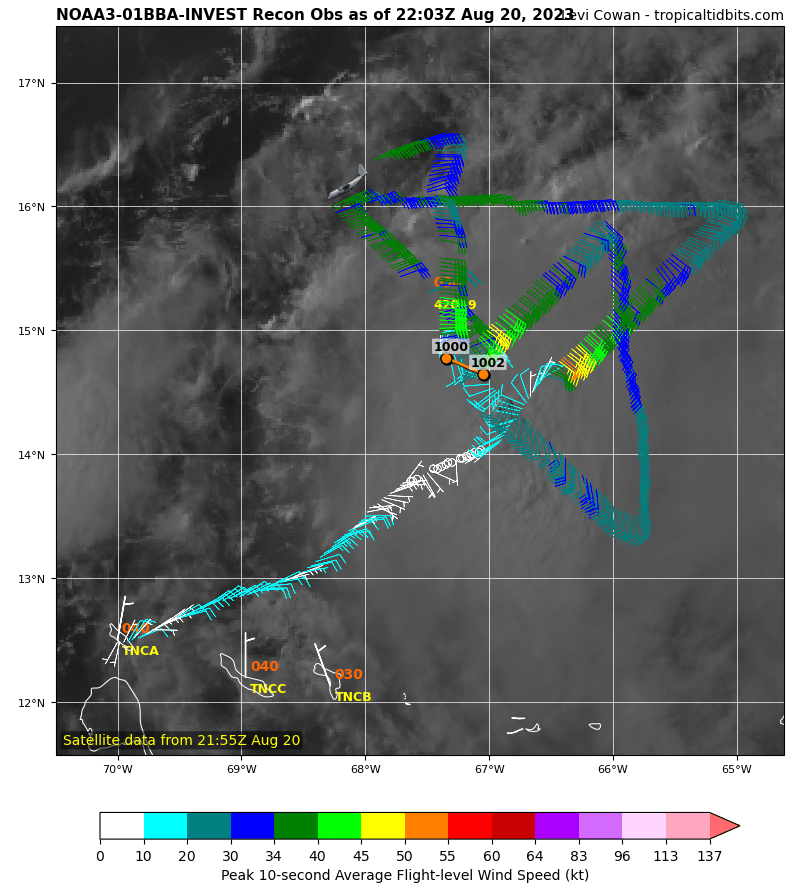 NOAA3-01BBA-INVEST Recon Obs as of 22:03Z Aug 20, 2023
Levi Cowan - tropicaltidbits.com
17°N
16°N
15°N
14°N
13°N
12°N
1000
1002
TNCA
040
TNCC
030
TNCB
Satellite data from 21:55Z Aug 20
70°W 69°W 68°W 67°W 66°W 65°W
0 10 20 30 34 40 45 50 55 60 64 83 96 113 137
Peak 10-second Average Flight-level Wind Speed (kt)